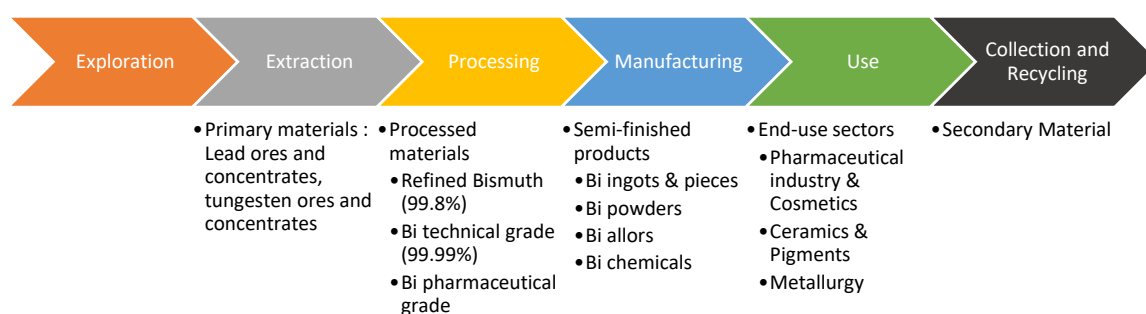 Exploration
Extraction
Processing
Manufacturing
Use
Collection and
Recycling
•Primary materials :
Lead ores and
concentrates,
tungsten ores and
concentrates
•Processed
materials
•Refined Bismuth
(99.8%)
•Bi technical grade
(99.99%)
•Bi pharmaceutical
grade
•Semi-finished
products
•Bi ingots & pieces
•Bi powders
•Bi allors
•Bi chemicals
•End-use sectors
•Pharmaceutical
industry &
Cosmetics
•Ceramics &
Pigments
•Metallurgy
•Secondary Material